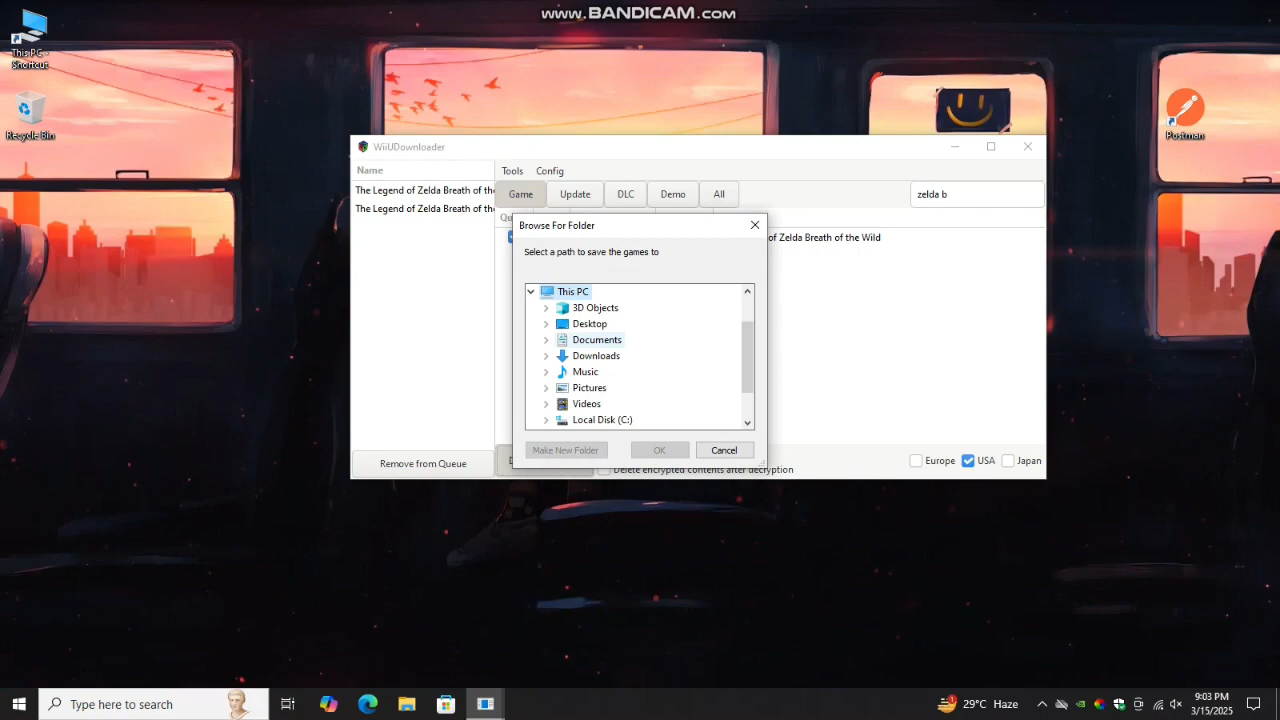 www.BANDICAM.com
This PC -
Shortcut
Recycle Bin
Postman
WiiUDownloader
Name
The Legend of Zelda Breath of the
The Legend of Zelda Breath of the
Remove from Queue
Tools Config
Game Update DLC Demo All
zelda b
of Zelda Breath of the Wild
Browse For Folder
Select a path to save the games to
This PC
3D Objects
Desktop
Documents
Downloads
Music
Pictures
Videos
Local Disk (C:)
Make New Folder OK Cancel
Delete encrypted contents after decryption
Europe USA Japan
Type here to search
1
29°C Haze
9:03 PM
3/15/2025